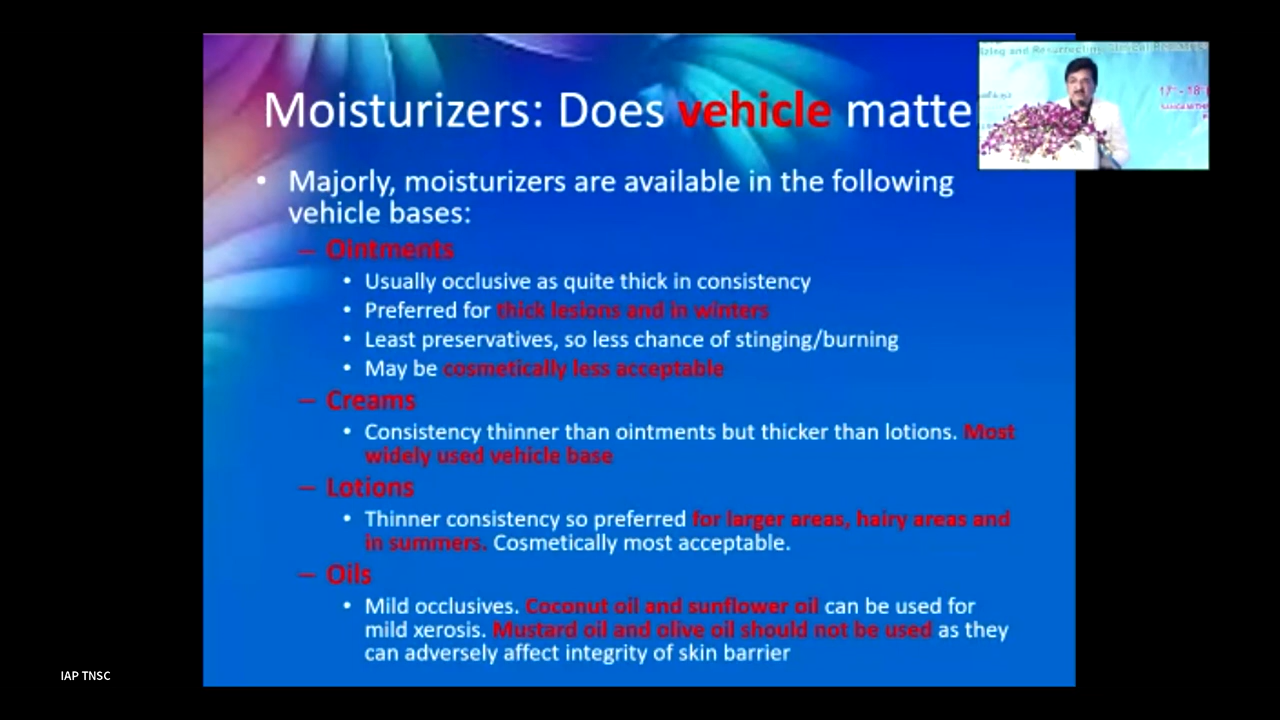 Moisturizers: Does vehicle matte
• Majorly, moisturizers are available in the following
vehicle bases:
– Ointments
• Usually occlusive as quite thick in consistency
• Preferred for thick lesions and in winters
• Least preservatives, so less chance of stinging/burning
• May be cosmetically less acceptable
– Creams
• Consistency thinner than ointments but thicker than lotions. Most
widely used vehicle base
– Lotions
• Thinner consistency so preferred for larger areas, hairy areas and
in summers. Cosmetically most acceptable.
– Oils
• Mild occlusives. Coconut oil and sunflower oil can be used for
mild xerosis. Mustard oil and olive oil should not be used as they
can adversely affect integrity of skin barrier
izing and Resurrecting
IAP TNSC